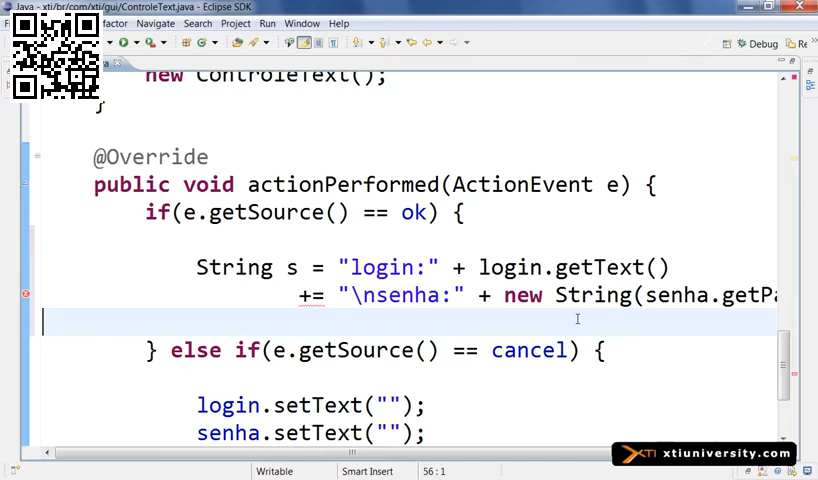 Java - xti/br/com/xti/gui/ControleText.java - Eclipse SDK
Navigate Search Project Run Window Help
Debug Re
new ControleText();
}
@Override
public void actionPerformed(ActionEvent e) {
if(e.getSource() == ok) {
String s = "login:" + login.getText()
+= "\nsenha:" + new String(senha.getPa
} else if(e.getSource() == cancel) {
login.setText("");
senha.setText("");
XTI xtiuniversity.com
Writable Smart Insert 56 : 1